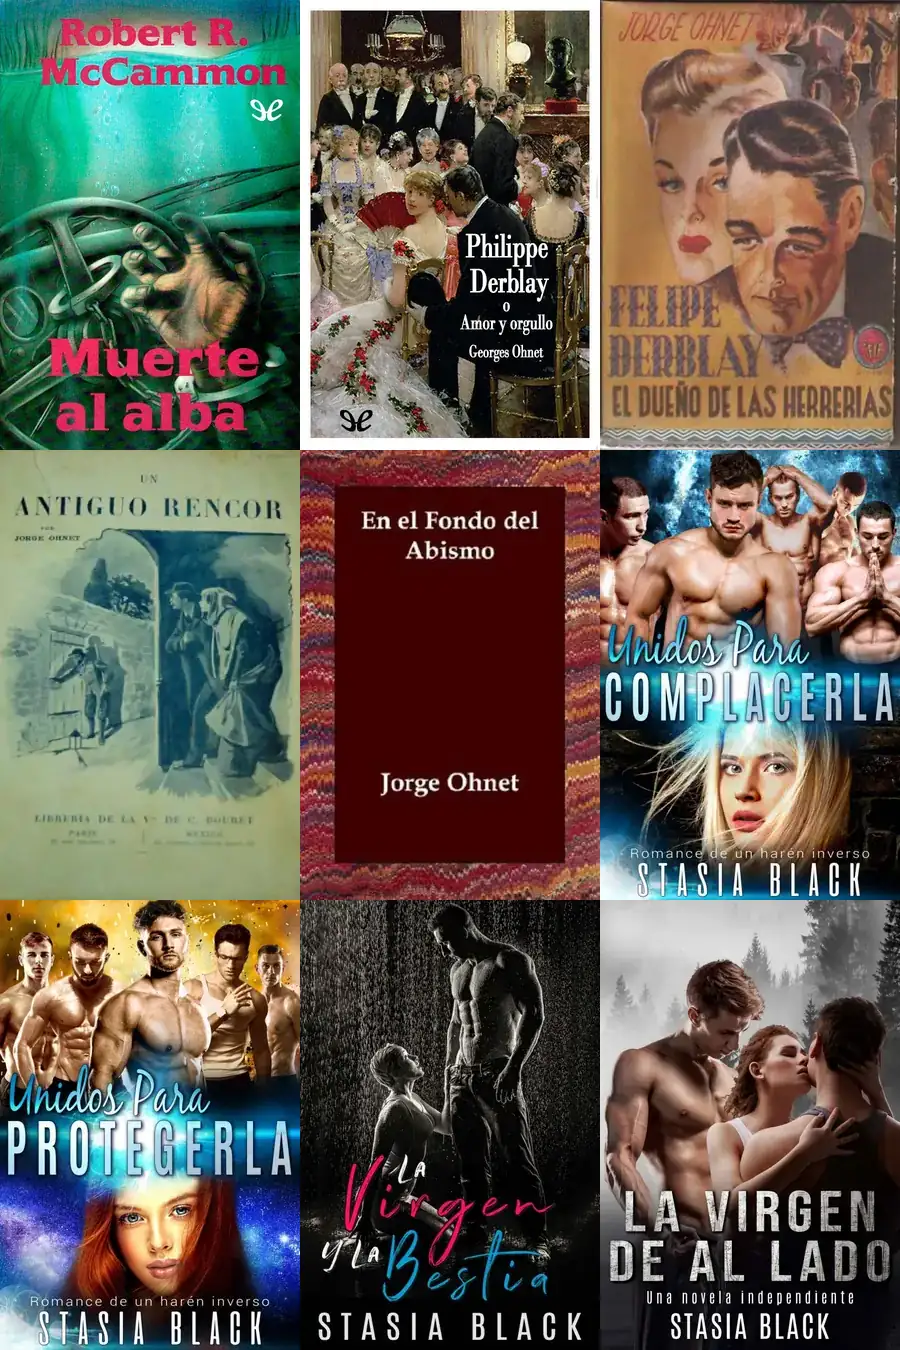 Robert R.
McCammon
Muerte
al alba
Philippe
Derblay
o
Amor y orgullo
Georges Ohnet
JORGE OHNET
FELIPE
DERBLAY
EL DUEÑO DE LAS HERRERIAS
UN
ANTIGUO RENCOR
POR
JORGE OHNET
LIBRERIA DE LA Vda DE C. BOURET
PARIS
MEXICO
En el Fondo del
Abismo
Jorge Ohnet
Unidos Para
COMPLACERLA
Romance de un harén inverso
STASIA BLACK
Unidos Para
PROTEGERLA
Romance de un harén inverso
STASIA BLACK
LA
Virgen
Y LA
Bestia
STASIA BLACK
LA VIRGEN
DE AL LADO
Una novela independiente
STASIA BLACK